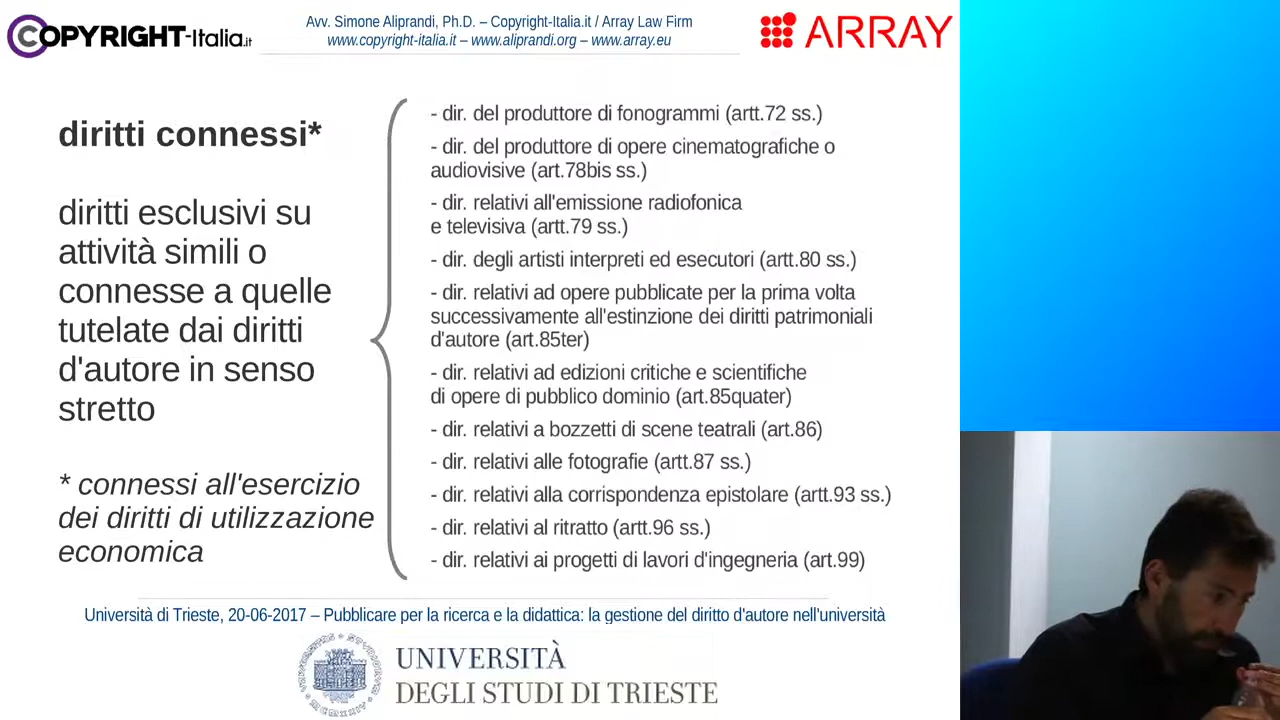 COPYRIGHT-Italia.it
Avv. Simone Aliprandi, Ph.D. – Copyright-Italia.it / Array Law Firm
www.copyright-italia.it – www.aliprandi.org – www.array.eu
ARRAY
diritti connessi*
diritti esclusivi su
attività simili o
connesse a quelle
tutelate dai diritti
d'autore in senso
stretto
* connessi all'esercizio
dei diritti di utilizzazione
economica
- dir. del produttore di fonogrammi (artt.72 ss.)
- dir. del produttore di opere cinematografiche o
audiovisive (art.78bis ss.)
- dir. relativi all'emissione radiofonica
e televisiva (artt.79 ss.)
- dir. degli artisti interpreti ed esecutori (artt.80 ss.)
- dir. relativi ad opere pubblicate per la prima volta
successivamente all'estinzione dei diritti patrimoniali
d'autore (art.85ter)
- dir. relativi ad edizioni critiche e scientifiche
di opere di pubblico dominio (art.85quater)
- dir. relativi a bozzetti di scene teatrali (art.86)
- dir. relativi alle fotografie (artt.87 ss.)
- dir. relativi alla corrispondenza epistolare (artt.93 ss.)
- dir. relativi al ritratto (artt.96 ss.)
- dir. relativi ai progetti di lavori d'ingegneria (art.99)
Università di Trieste, 20-06-2017 – Pubblicare per la ricerca e la didattica: la gestione del diritto d'autore nell'università
UNIVERSITÀ
DEGLI STUDI DI TRIESTE